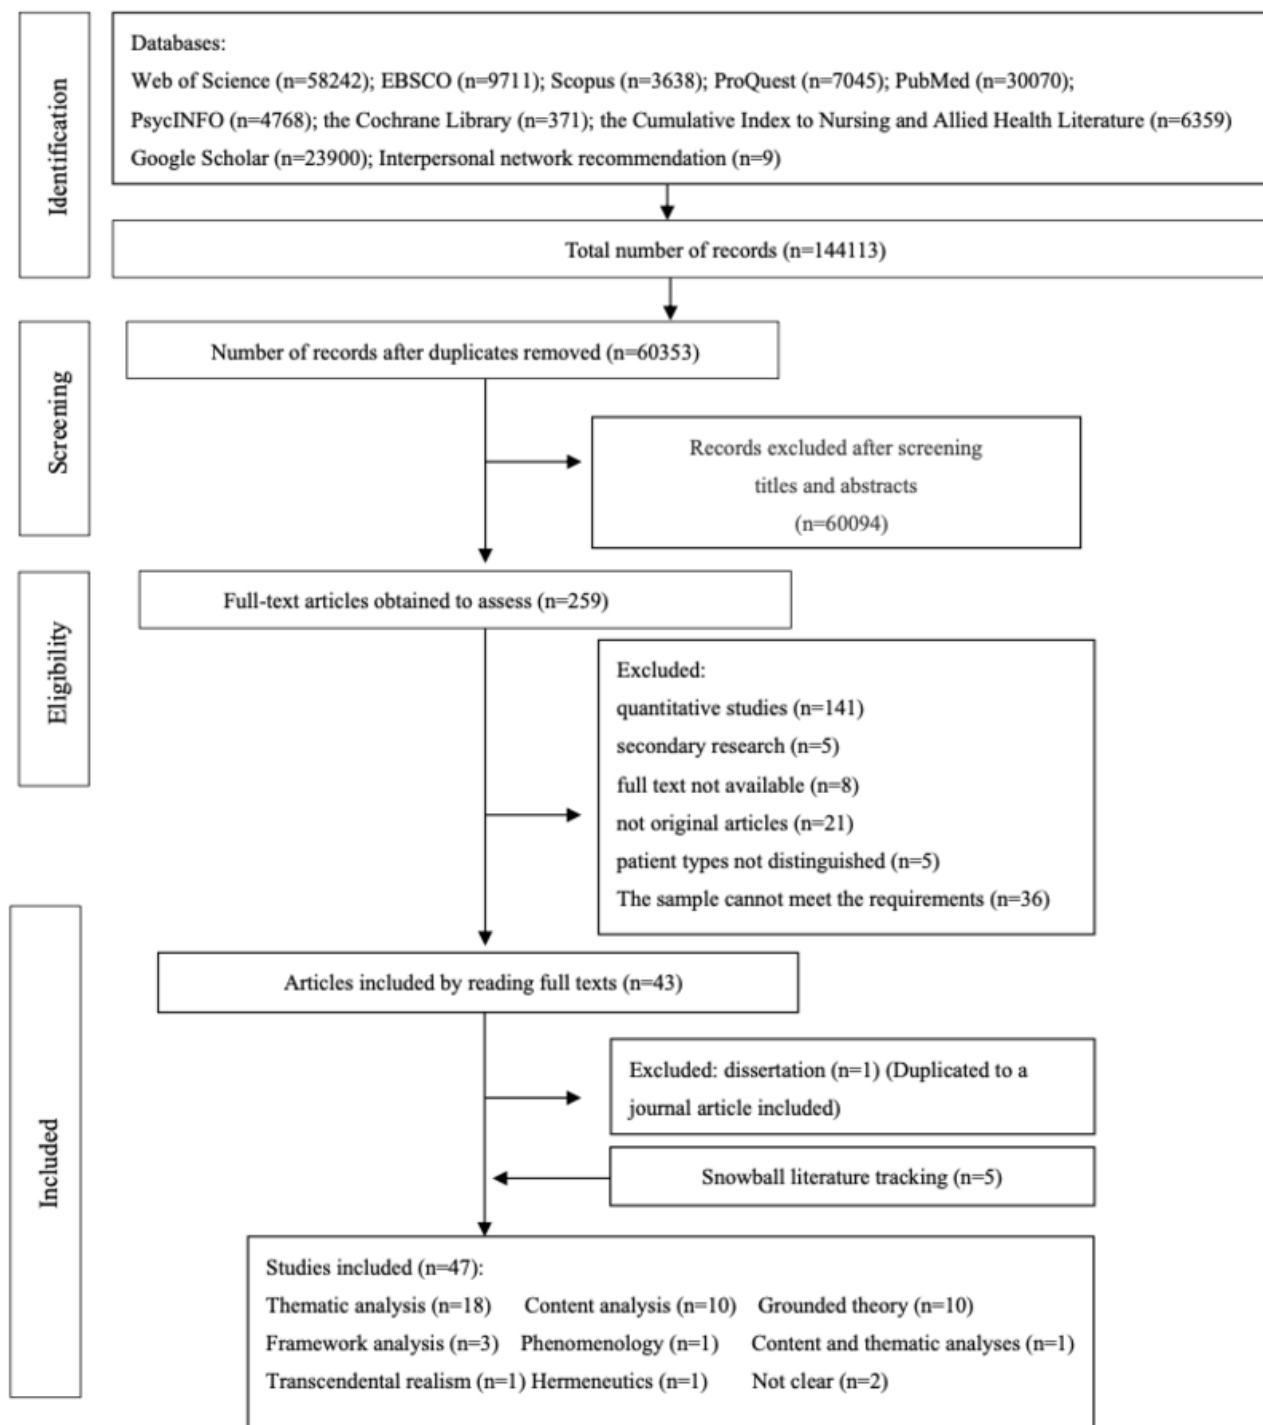 Identification
Databases:
Web of Science (n=58242); EBSCO (n=9711); Scopus (n=3638); ProQuest (n=7045); PubMed (n=30070);
PsycINFO (n=4768); the Cochrane Library (n=371); the Cumulative Index to Nursing and Allied Health Literature (n=6359)
Google Scholar (n=23900); Interpersonal network recommendation (n=9)
Total number of records (n=144113)
Screening
Number of records after duplicates removed (n=60353)
Records excluded after screening
titles and abstracts
(n=60094)
Eligibility
Full-text articles obtained to assess (n=259)
Excluded:
quantitative studies (n=141)
secondary research (n=5)
full text not available (n=8)
not original articles (n=21)
patient types not distinguished (n=5)
The sample cannot meet the requirements (n=36)
Included
Articles included by reading full texts (n=43)
Excluded: dissertation (n=1) (Duplicated to a
journal article included)
Snowball literature tracking (n=5)
Studies included (n=47):
Thematic analysis (n=18) Content analysis (n=10) Grounded theory (n=10)
Framework analysis (n=3) Phenomenology (n=1) Content and thematic analyses (n=1)
Transcendental realism (n=1) Hermeneutics (n=1) Not clear (n=2)